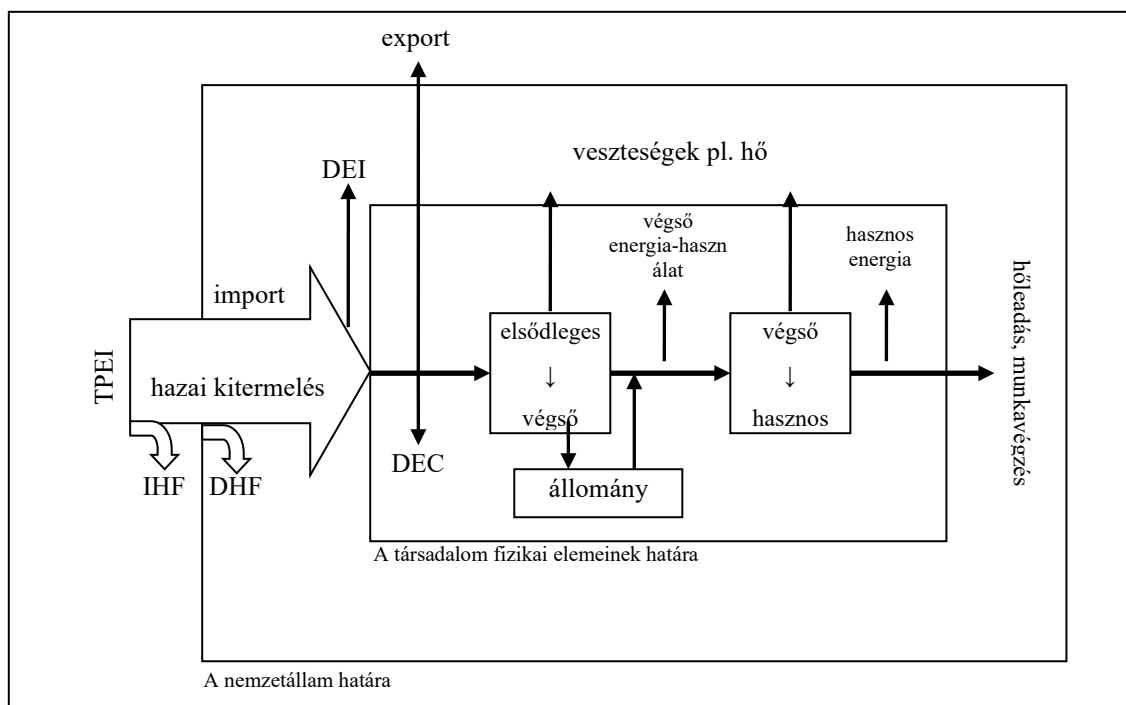 export
veszteségek pl. hő
DEI
végső
energia-haszn
álat
hasznos
energia
import
elsődleges
↓
végső
végső
↓
hasznos
hőleadás, munkavégzés
TPEI
hazai kitermelés
IHF
DHF
DEC
állomány
A társadalom fizikai elemeinek határa
A nemzetállam határa